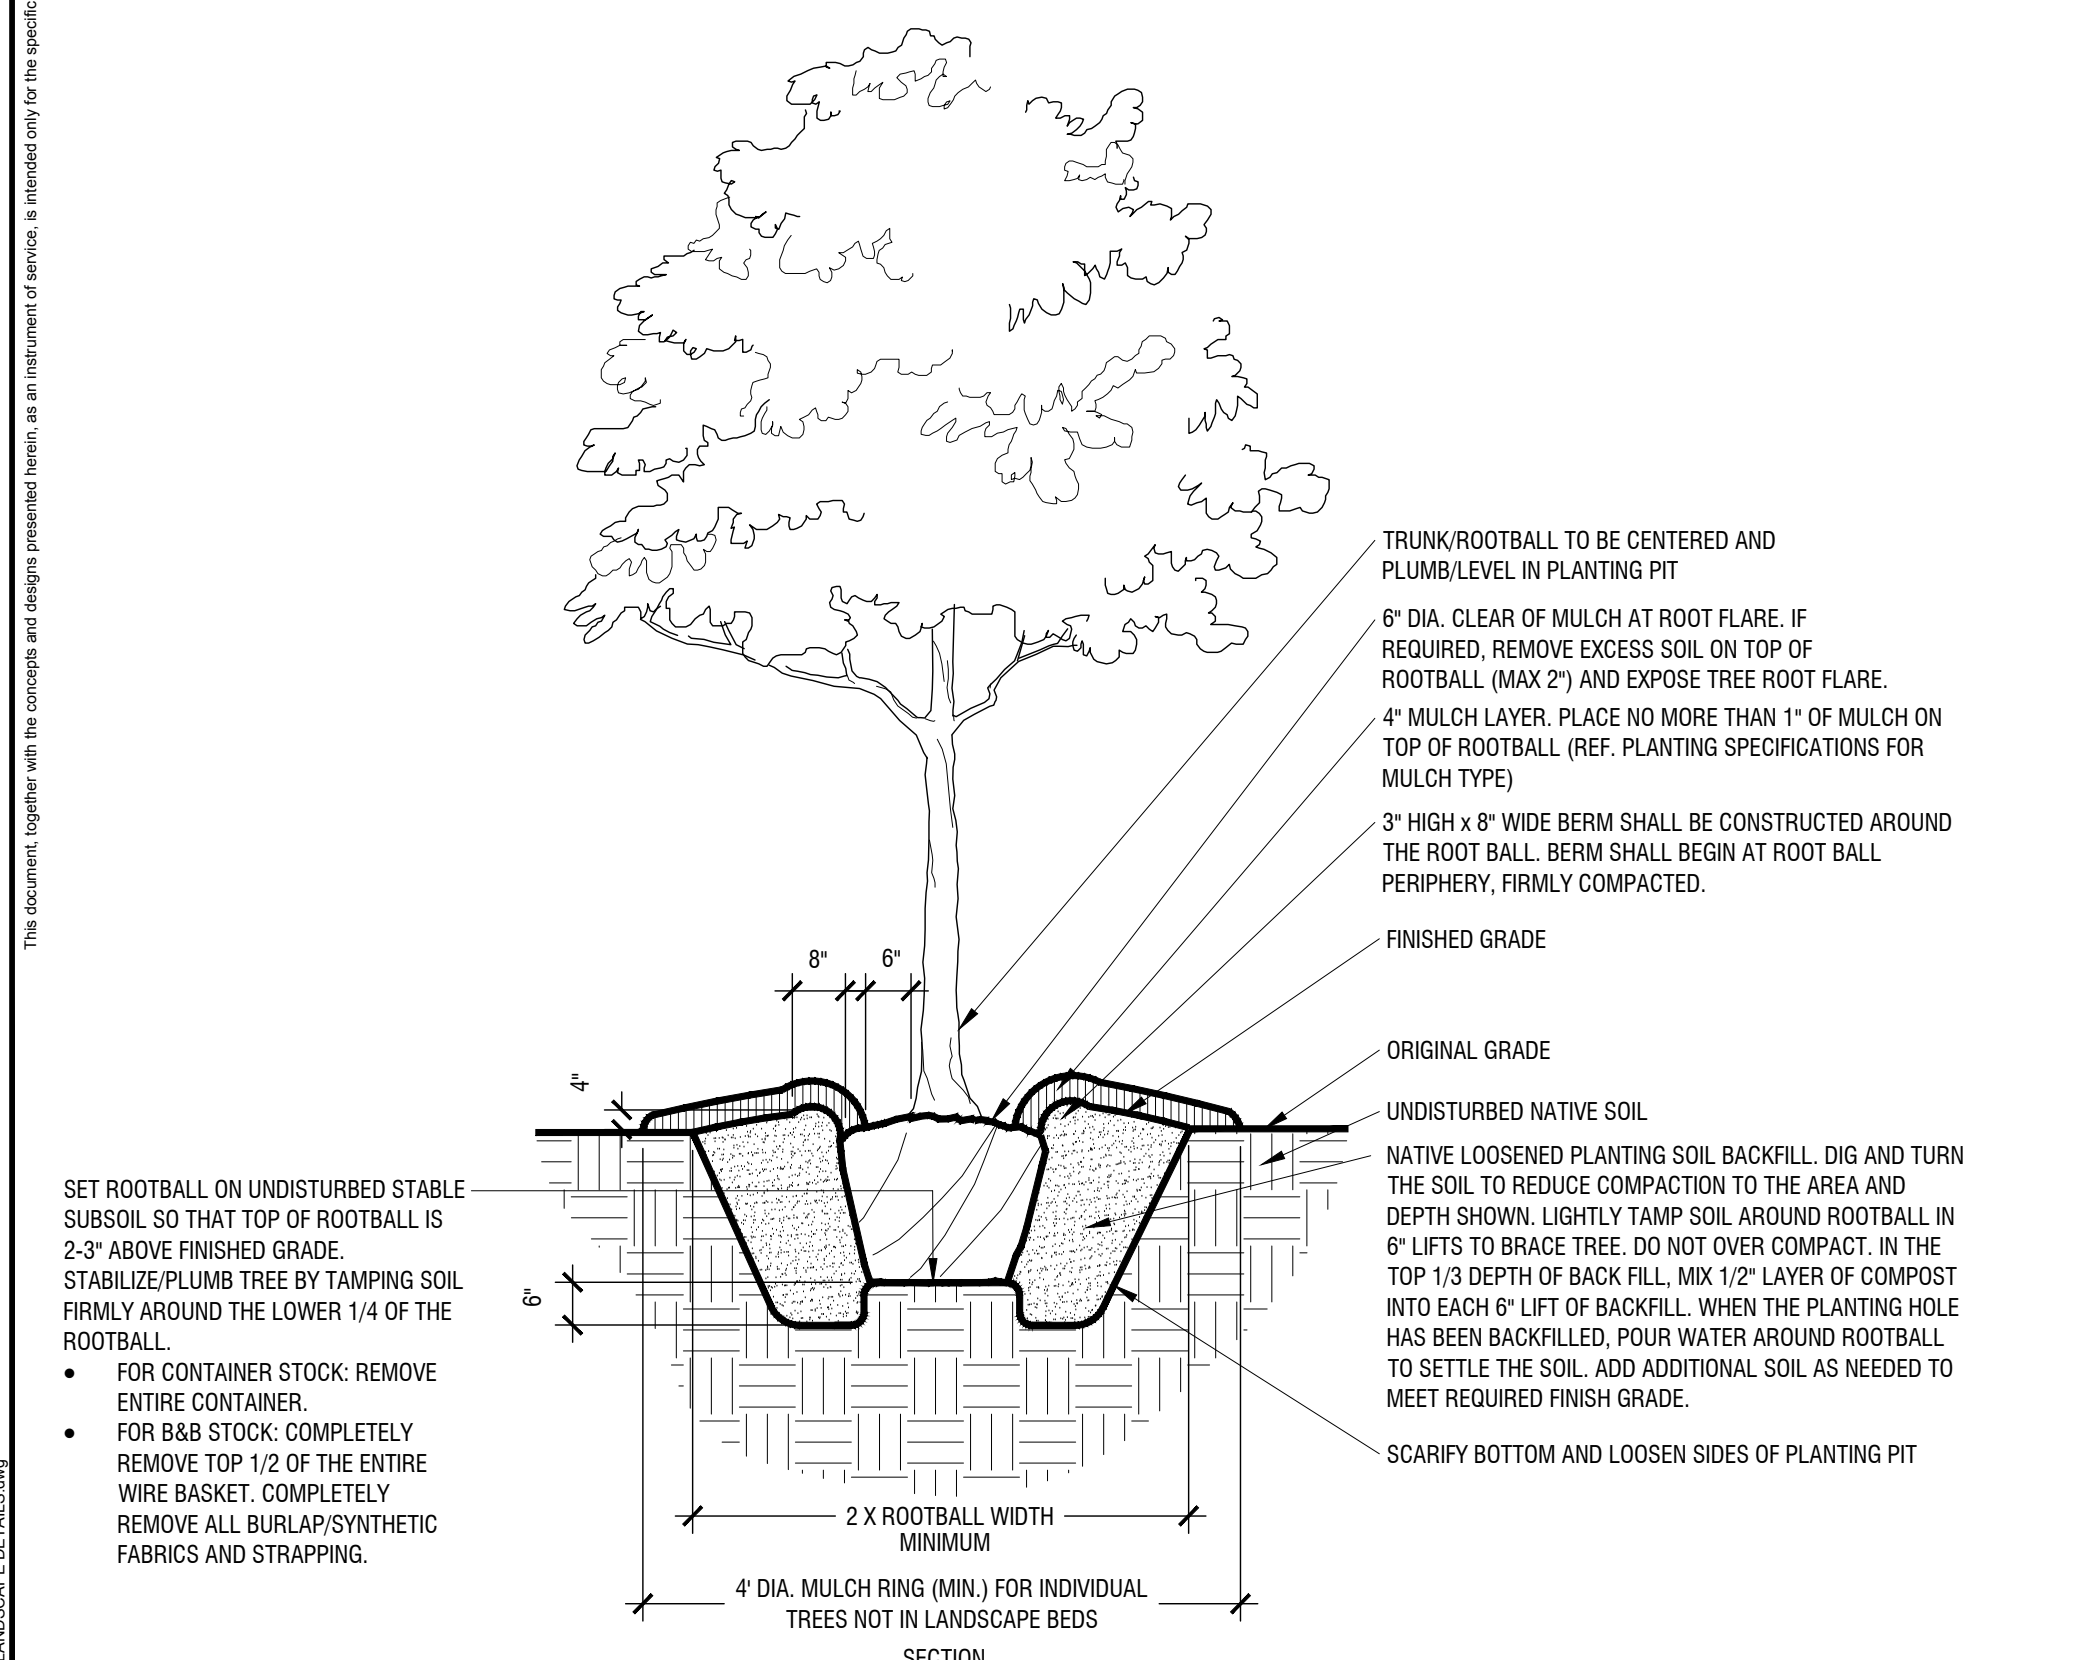 This document, together with the concepts and designs presented herein, as an instrument of service, is intended only for the specific
TRUNK/ROOTBALL TO BE CENTERED AND
PLUMB/LEVEL IN PLANTING PIT
6" DIA. CLEAR OF MULCH AT ROOT FLARE. IF
REQUIRED, REMOVE EXCESS SOIL ON TOP OF
ROOTBALL (MAX 2") AND EXPOSE TREE ROOT FLARE.
4" MULCH LAYER. PLACE NO MORE THAN 1" OF MULCH ON
TOP OF ROOTBALL (REF. PLANTING SPECIFICATIONS FOR
MULCH TYPE)
3" HIGH x 8" WIDE BERM SHALL BE CONSTRUCTED AROUND
THE ROOT BALL. BERM SHALL BEGIN AT ROOT BALL
PERIPHERY, FIRMLY COMPACTED.
FINISHED GRADE
8" 6"
ORIGINAL GRADE
4"
UNDISTURBED NATIVE SOIL
NATIVE LOOSENED PLANTING SOIL BACKFILL. DIG AND TURN
THE SOIL TO REDUCE COMPACTION TO THE AREA AND
DEPTH SHOWN. LIGHTLY TAMP SOIL AROUND ROOTBALL IN
6" LIFTS TO BRACE TREE. DO NOT OVER COMPACT. IN THE
TOP 1/3 DEPTH OF BACK FILL, MIX 1/2" LAYER OF COMPOST
INTO EACH 6" LIFT OF BACKFILL. WHEN THE PLANTING HOLE
HAS BEEN BACKFILLED, POUR WATER AROUND ROOTBALL
TO SETTLE THE SOIL. ADD ADDITIONAL SOIL AS NEEDED TO
MEET REQUIRED FINISH GRADE.
SCARIFY BOTTOM AND LOOSEN SIDES OF PLANTING PIT
SET ROOTBALL ON UNDISTURBED STABLE
SUBSOIL SO THAT TOP OF ROOTBALL IS
2-3" ABOVE FINISHED GRADE.
STABILIZE/PLUMB TREE BY TAMPING SOIL
FIRMLY AROUND THE LOWER 1/4 OF THE
ROOTBALL.
• FOR CONTAINER STOCK: REMOVE
ENTIRE CONTAINER.
• FOR B&B STOCK: COMPLETELY
REMOVE TOP 1/2 OF THE ENTIRE
WIRE BASKET. COMPLETELY
REMOVE ALL BURLAP/SYNTHETIC
FABRICS AND STRAPPING.
6"
2 X ROOTBALL WIDTH
MINIMUM
4' DIA. MULCH RING (MIN.) FOR INDIVIDUAL
TREES NOT IN LANDSCAPE BEDS
SECTION